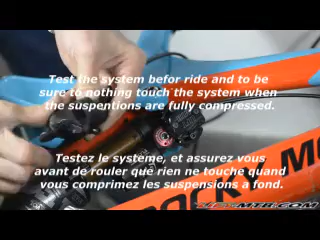 Test the system befor ride and to be
sure to nothing touch the system when
the suspentions are fully compressed.
Testez le système, et assurez vous
avant de rouler que rien ne touche quand
vous comprimez les suspensions a fond.